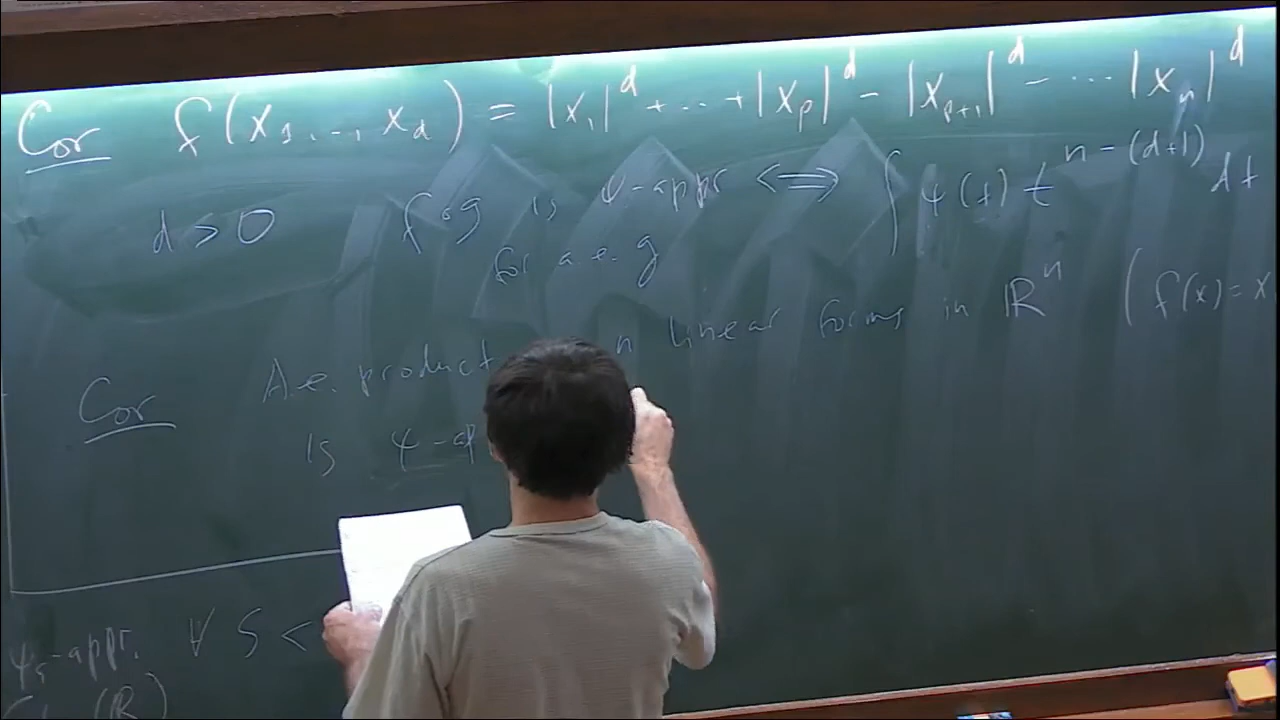 Cor f(x₁, ..., x_d) = |x₁|^d + ... + |x_p|^d - |x_{p+1}|^d - ... |x_n|^d
d > 0 f∘g is ψ-appr ⟺ ∫ ψ(t) t^{n-(d+1)} dt
for a.e. g
Cor A.e. product n linear forms in ℝⁿ (f(x) = x
is ψ-ap
ψ_s-appr. ∀ s <
(ℝ)